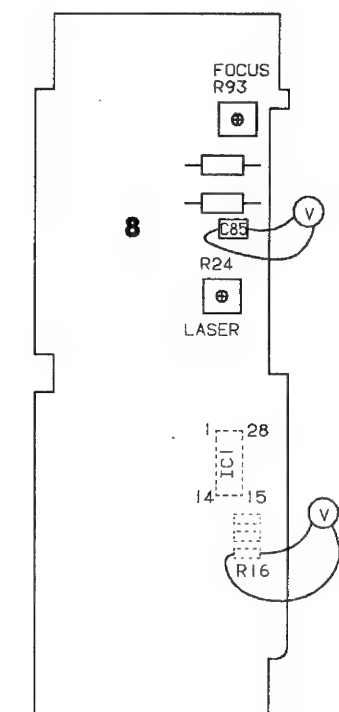 FOCUS
R93
V
8
C85
R24
LASER
1 28
IC1
14 15
V
R16